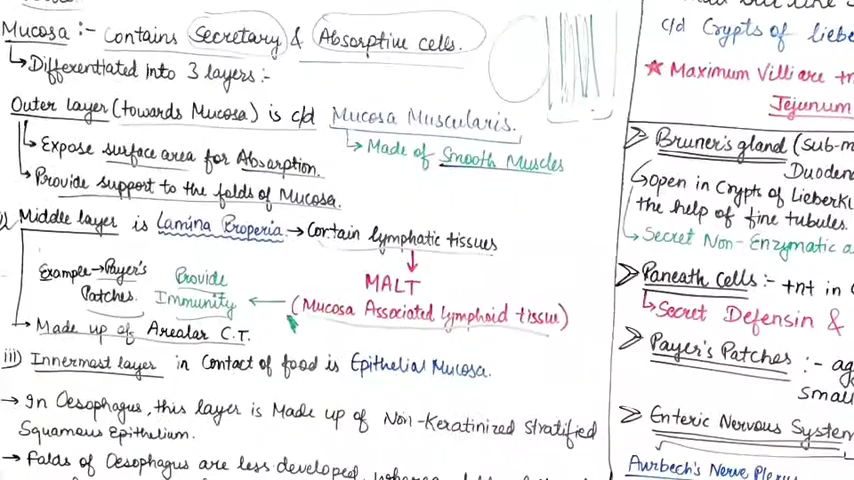 Mucosa :- Contains Secretary & Absorptive cells.
Differentiated into 3 layers :-
Outer layer (towards Mucosa) is c/d Mucosa Muscularis.
Made of Smooth Muscles
Expose surface area for Absorption.
Provide support to the folds of Mucosa.
Middle layer is Lamina Properia → Contain lymphatic tissues
MALT
(Mucosa Associated lymphoid tissue)
Provide
Immunity
Example → Payer's
Patches.
→ Made up of Arealar C.T.
iii) Innermost layer in Contact of food is Epithelial Mucosa.
→ In Oesophagus, this layer is Made up of Non-Keratinized Stratified
Squamous Epithelium.
→ Folds of Oesophagus are less developed,
c/d Crypts of
★ Maximum Villi are
Jejunum
> Bruner's gland (Sub-
Open in Crypts of
the help of fine tubules.
Secret Non-Enzymatic
> Paneath Cells :- +nt in
Secret Defensin &
> Payer's Patches :-
small
> Enteric Nervous System
Aurbech's Nerve